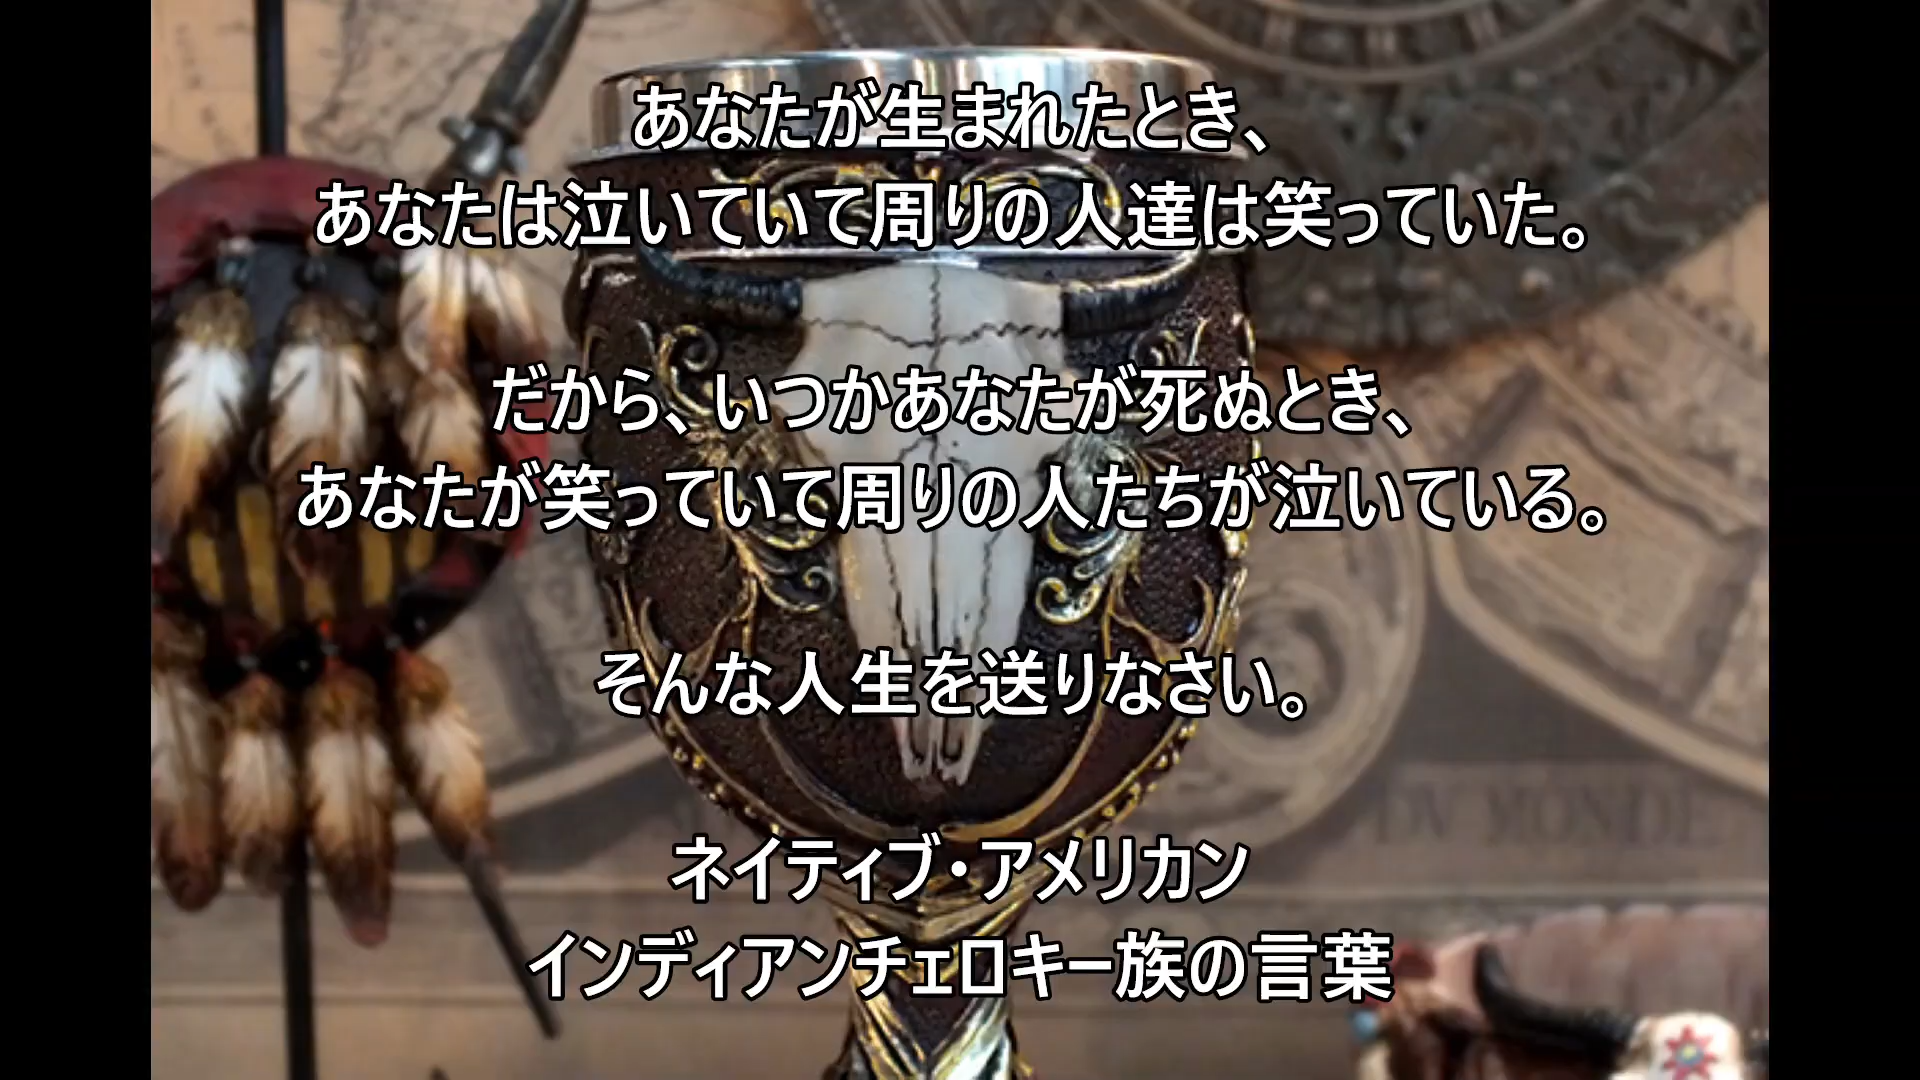 あなたが生まれたとき、
あなたは泣いていて周りの人達は笑っていた。
だから、いつかあなたが死ぬとき、
あなたが笑っていて周りの人たちが泣いている。
そんな人生を送りなさい。
ネイティブ・アメリカン
インディアンチェロキー族の言葉